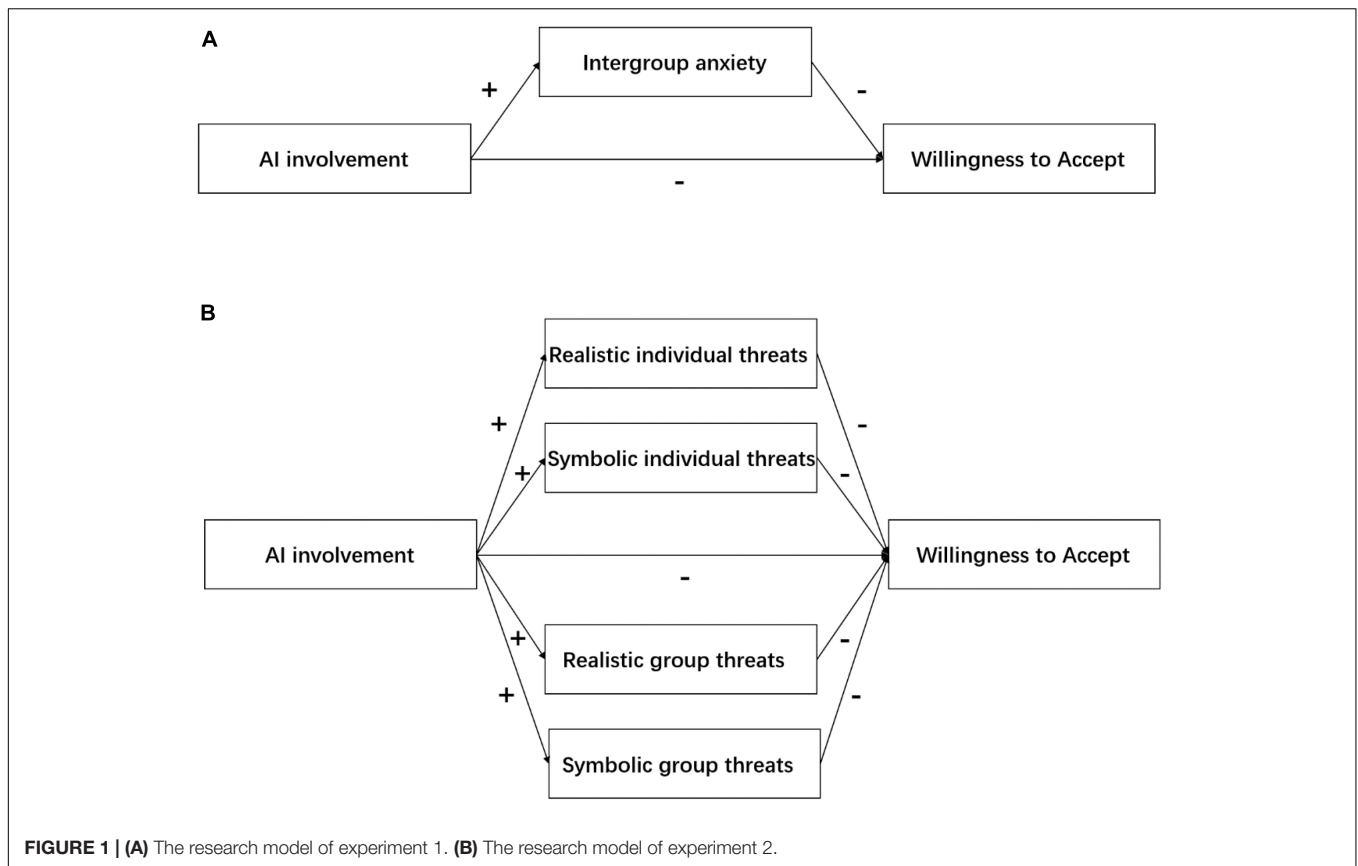 A
Intergroup anxiety
+
-
AI involvement
Willingness to Accept
-
B
Realistic individual threats
+
-
Symbolic individual threats
+
-
AI involvement
Willingness to Accept
-
+
-
Realistic group threats
+
-
Symbolic group threats
FIGURE 1 | (A) The research model of experiment 1. (B) The research model of experiment 2.